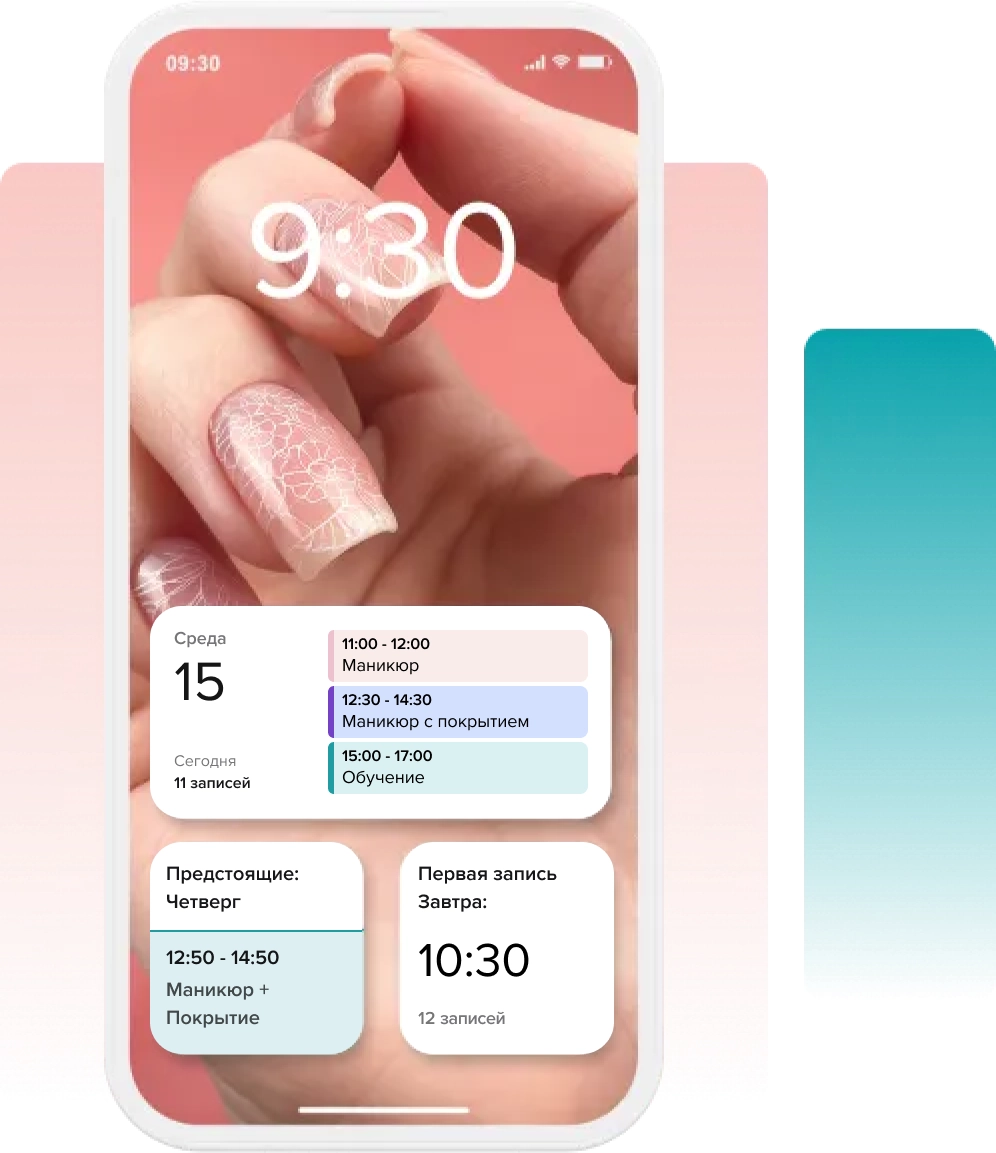 09:30
9:30
Среда
15
Сегодня
11 записей
11:00 - 12:00
Маникюр
12:30 - 14:30
Маникюр с покрытием
15:00 - 17:00
Обучение
Предстоящие:
Четверг
12:50 - 14:50
Маникюр +
Покрытие
Первая запись
Завтра:
10:30
12 записей